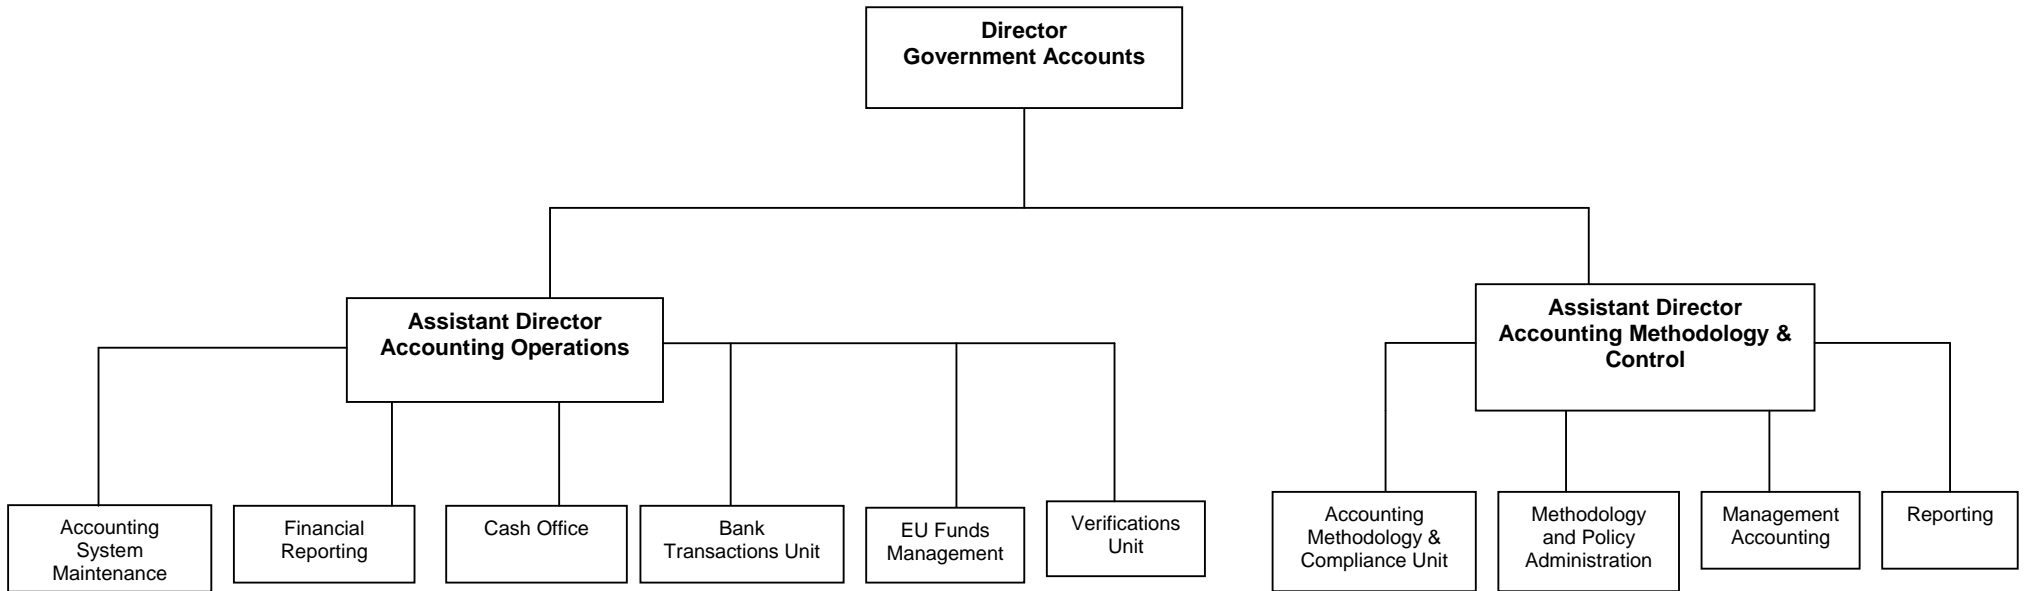 Director
Government Accounts
Assistant Director
Accounting Operations
Assistant Director
Accounting Methodology &
Control
Accounting
System
Maintenance
Financial
Reporting
Cash Office
Bank
Transactions Unit
EU Funds
Management
Verifications
Unit
Accounting
Methodology &
Compliance Unit
Methodology
and Policy
Administration
Management
Accounting
Reporting